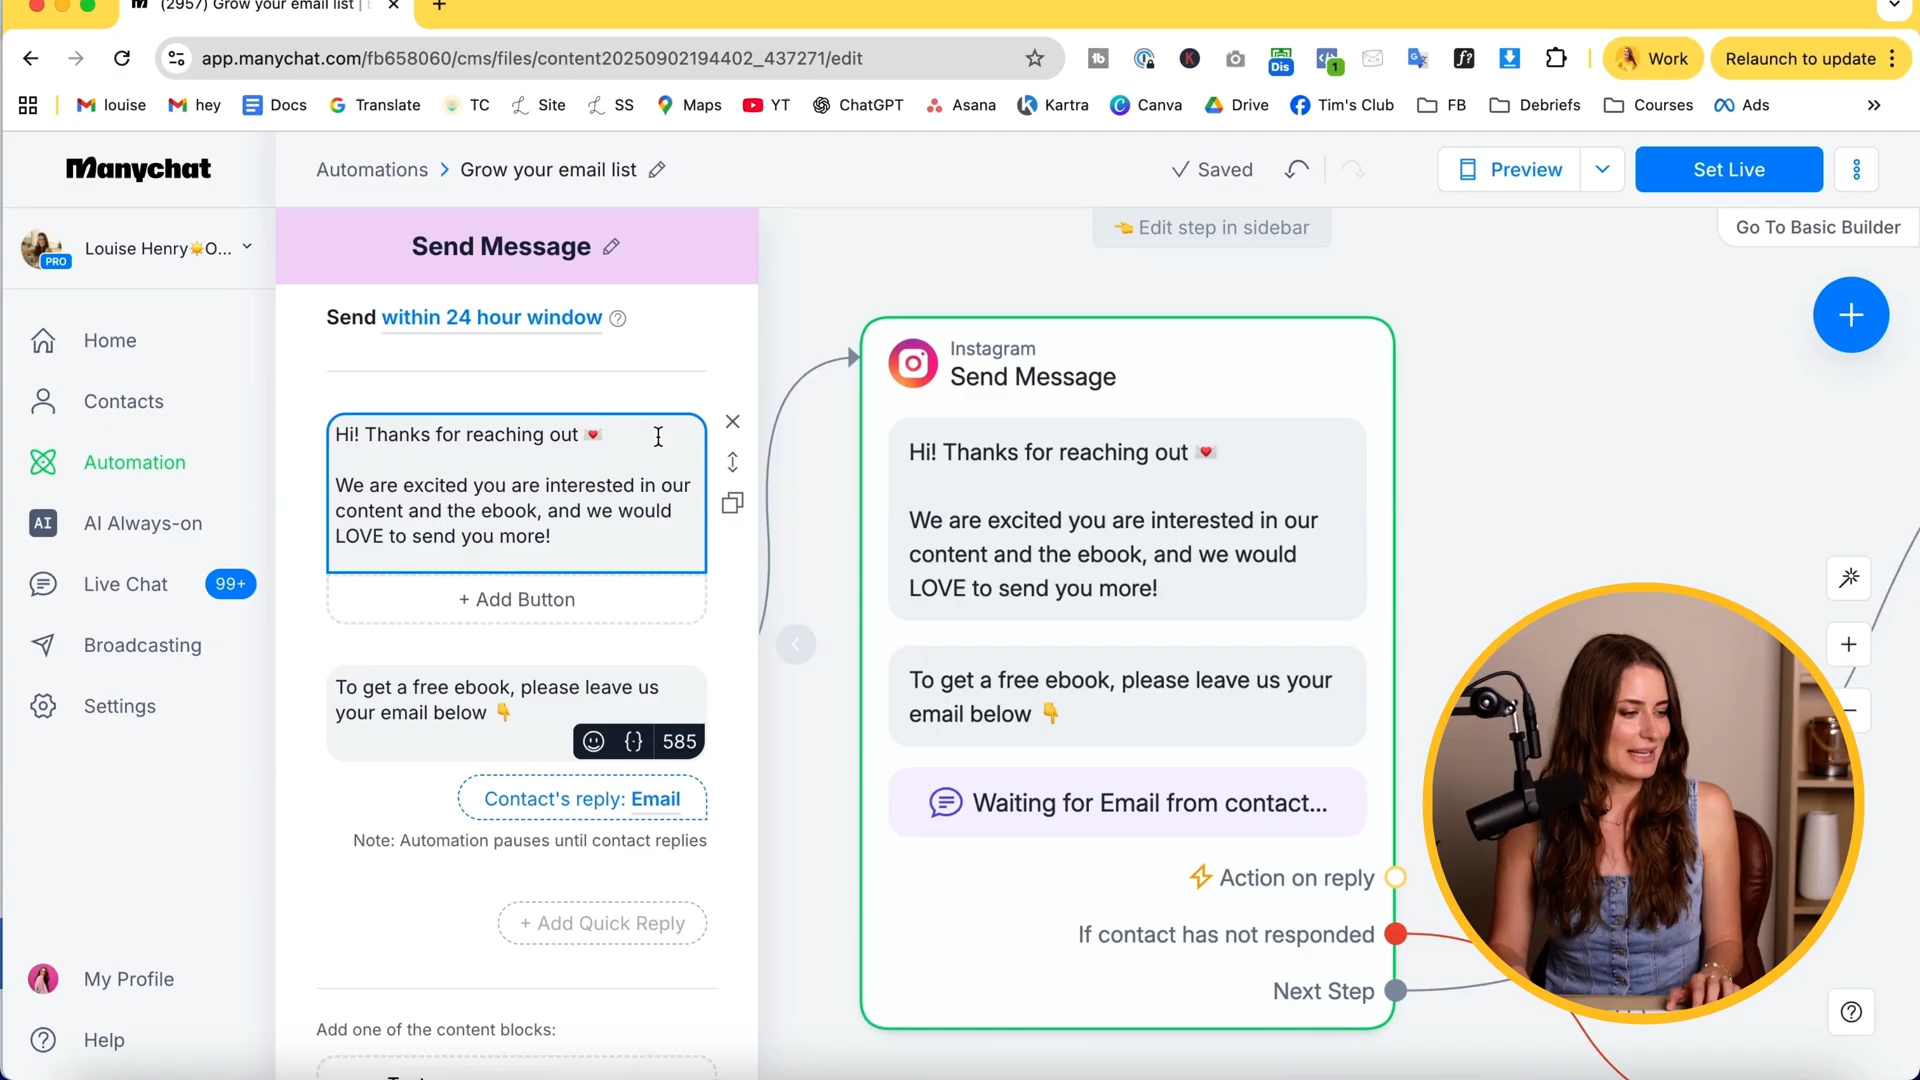 (2957) Grow your email list |
app.manychat.com/fb658060/cms/files/content20250902194402_437271/edit
Dis
1
Work
Relaunch to update
louise
hey
Docs
Translate
TC
Site
SS
Maps
YT
ChatGPT
Asana
Kartra
Canva
Drive
Tim's Club
FB
Debriefs
Courses
Ads
Manychat
Automations > Grow your email list
Saved
Preview
Set Live
Louise Henry☀️O...
PRO
Home
Contacts
Automation
AI AI Always-on
Live Chat 99+
Broadcasting
Settings
My Profile
Help
Send Message
Send within 24 hour window
Hi! Thanks for reaching out 💌
We are excited you are interested in our
content and the ebook, and we would
LOVE to send you more!
+ Add Button
To get a free ebook, please leave us
your email below 👇
585
Contact's reply: Email
Note: Automation pauses until contact replies
+ Add Quick Reply
Add one of the content blocks:
👈 Edit step in sidebar
Go To Basic Builder
Instagram
Send Message
Hi! Thanks for reaching out 💌
We are excited you are interested in our
content and the ebook, and we would
LOVE to send you more!
To get a free ebook, please leave us your
email below 👇
Waiting for Email from contact...
Action on reply
If contact has not responded
Next Step